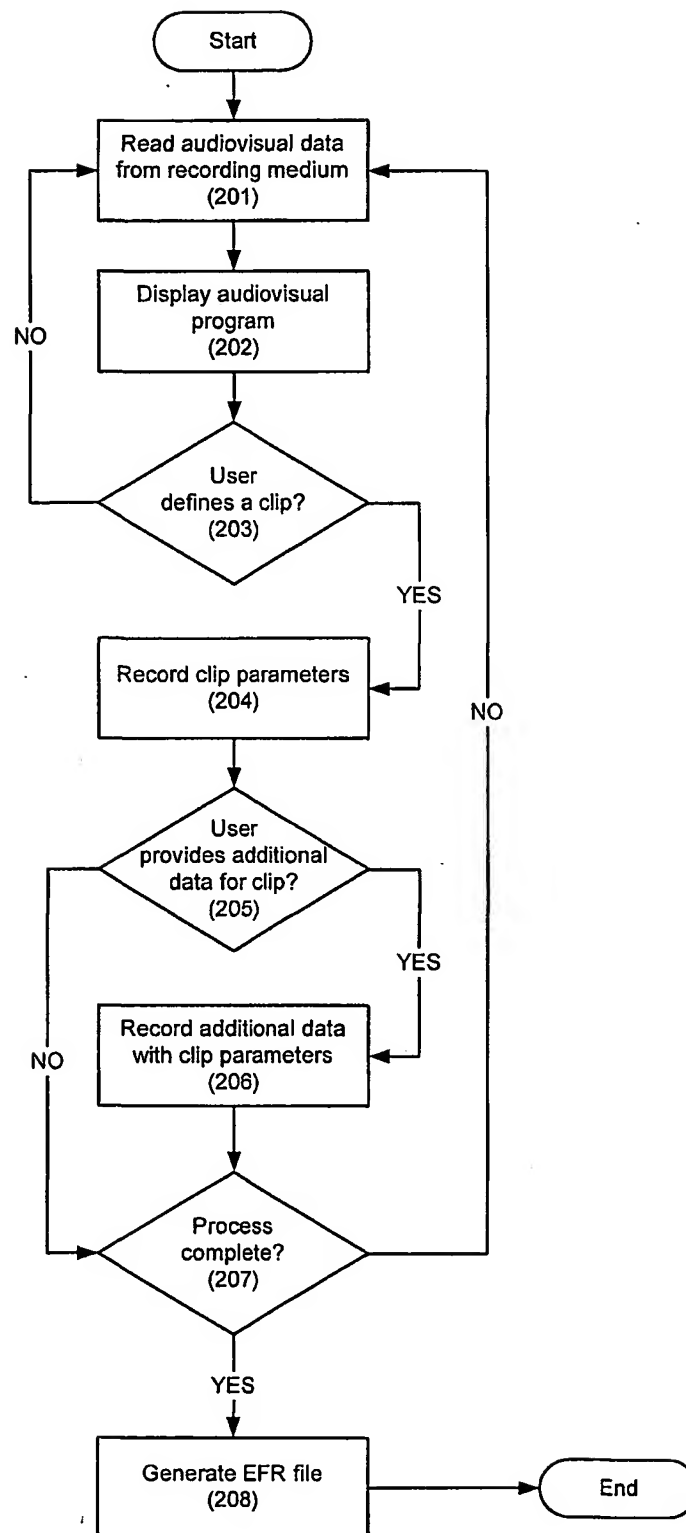 Start
Read audiovisual data
from recording medium
(201)
Display audiovisual
program
(202)
NO
User
defines a clip?
(203)
YES
Record clip parameters
(204)
NO
User
provides additional
data for clip?
(205)
YES
Record additional data
with clip parameters
(206)
NO
Process
complete?
(207)
YES
Generate EFR file
(208)
End